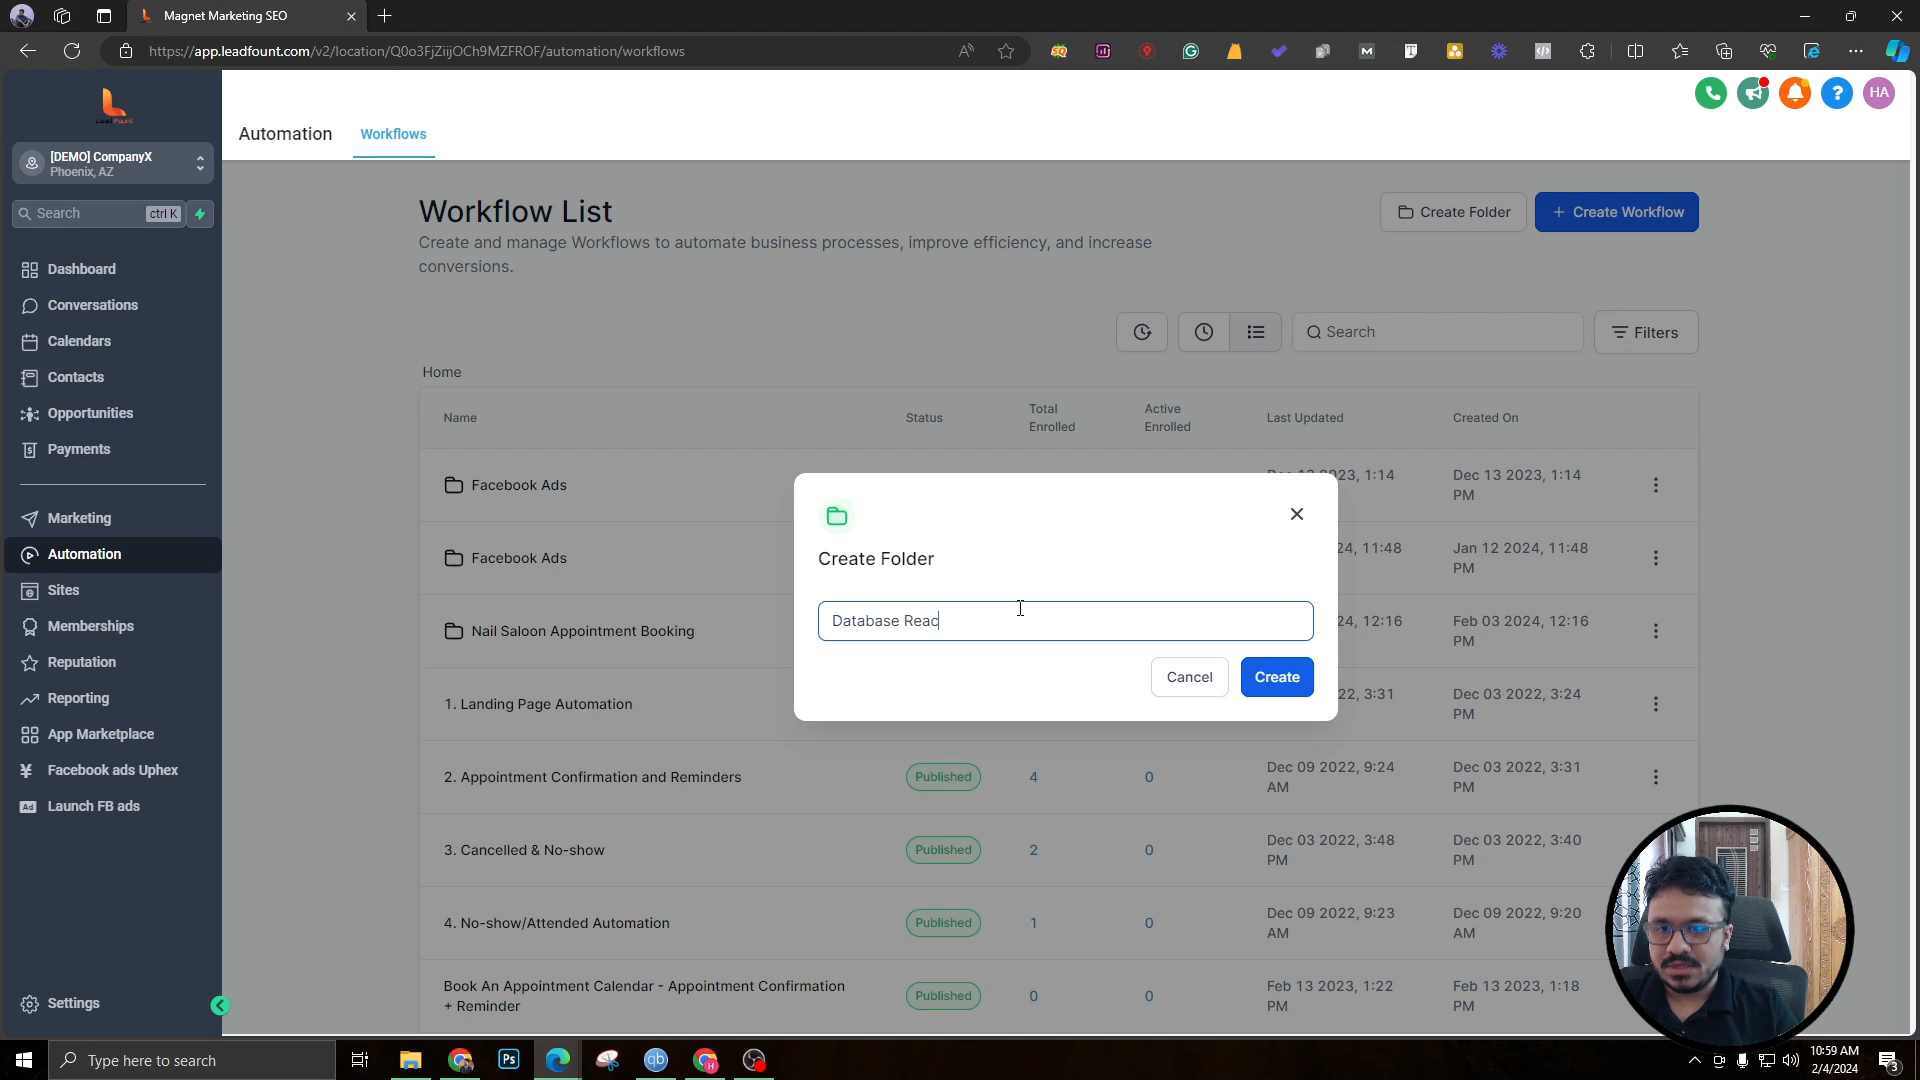 Magnet Marketing SEO
https://app.leadfount.com/v2/location/Q0o3FjZiijOCh9MZFROF/automation/workflows
HA
Lead Fount
Automation
Workflows
[DEMO] CompanyX
Phoenix, AZ
Search
ctrl K
Workflow List
Create Folder
+ Create Workflow
Create and manage Workflows to automate business processes, improve efficiency, and increase
conversions.
Dashboard
Conversations
Calendars
Contacts
Opportunities
Payments
Marketing
Automation
Sites
Memberships
Reputation
Reporting
App Marketplace
Facebook ads Uphex
Launch FB ads
Settings
Search
Filters
Home
Name
Status
Total
Enrolled
Active
Enrolled
Last Updated
Created On
Facebook Ads
23, 1:14
Dec 13 2023, 1:14
PM
Facebook Ads
24, 11:48
Jan 12 2024, 11:48
PM
Nail Saloon Appointment Booking
24, 12:16
Feb 03 2024, 12:16
PM
1. Landing Page Automation
22, 3:31
Dec 03 2022, 3:24
PM
2. Appointment Confirmation and Reminders
Published
4
0
Dec 09 2022, 9:24
AM
Dec 03 2022, 3:31
PM
3. Cancelled & No-show
Published
2
0
Dec 03 2022, 3:48
PM
Dec 03 2022, 3:40
PM
4. No-show/Attended Automation
Published
1
0
Dec 09 2022, 9:23
AM
Dec 09 2022, 9:20
AM
Book An Appointment Calendar - Appointment Confirmation
+ Reminder
Published
0
0
Feb 13 2023, 1:22
PM
Feb 13 2023, 1:18
PM
Create Folder
Database Reac
Cancel
Create
Type here to search
Ps
qb
10:59 AM
2/4/2024
3